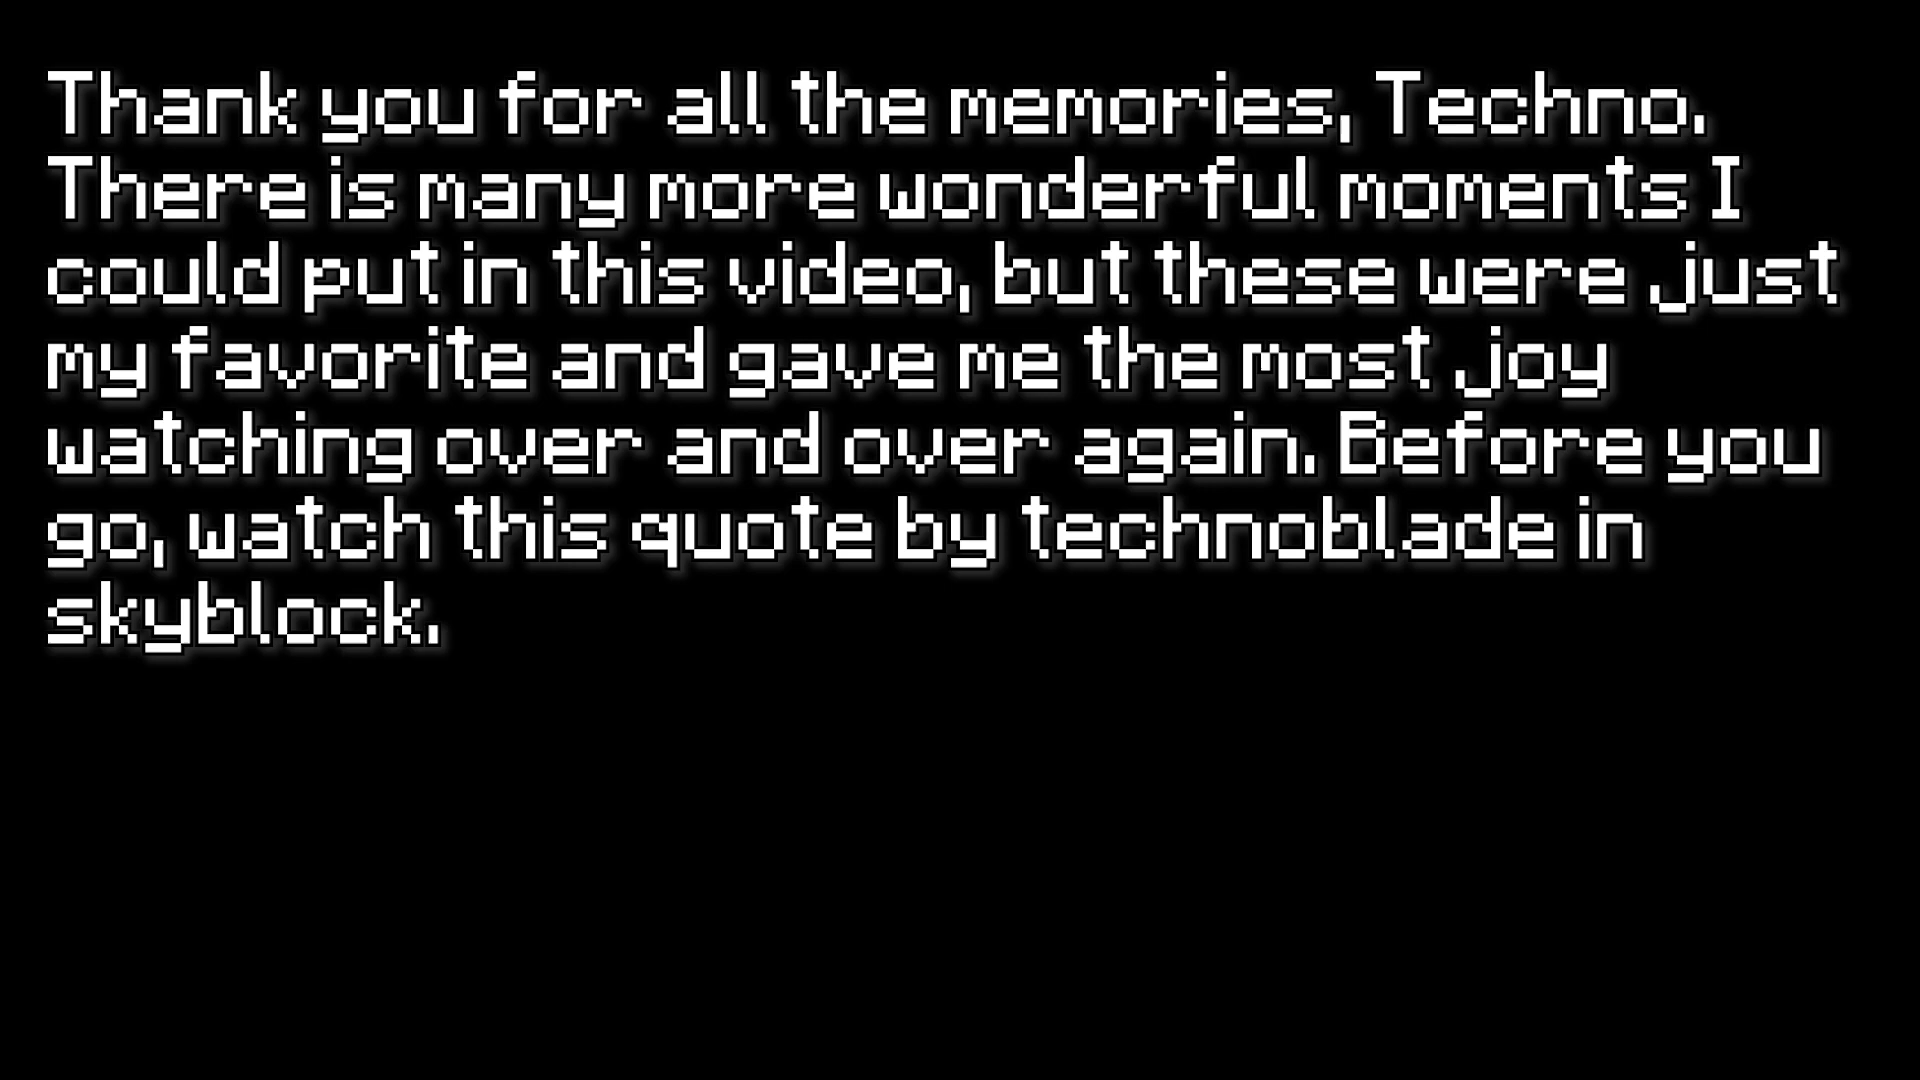 Thank you for all the memories, Techno.
There is many more wonderful moments I
could put in this video, but these were just
my favorite and gave me the most joy
watching over and over again. Before you
go, watch this quote by technoblade in
skyblock.